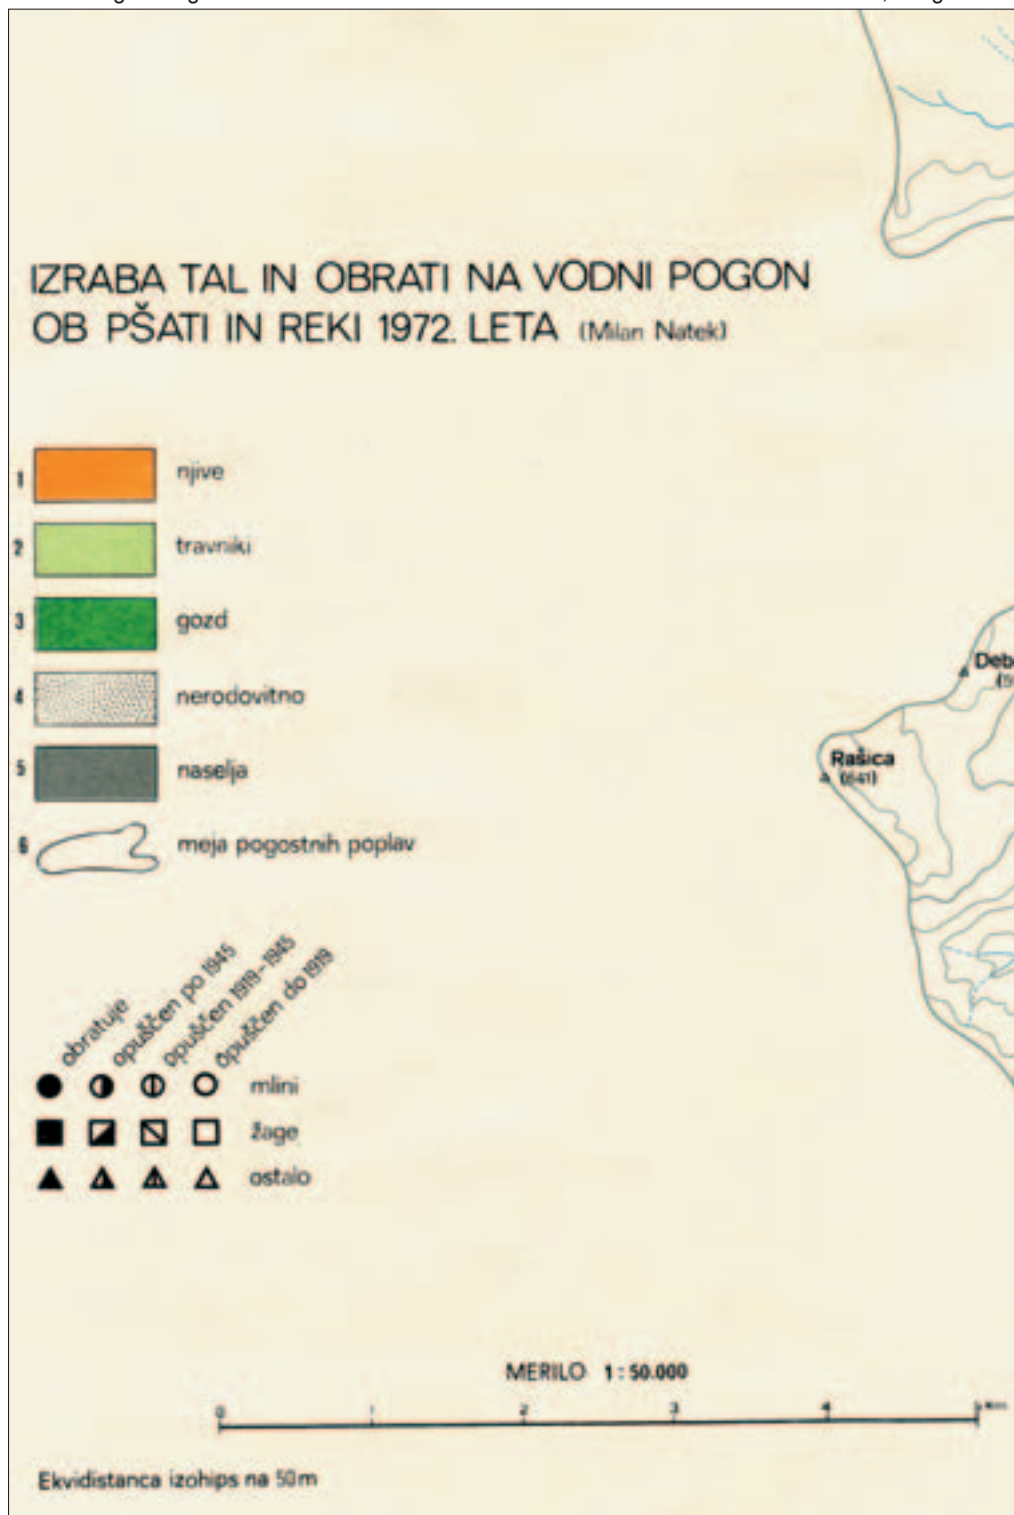 IZRABA TAL IN OBRATI NA VODNI POGON
OB PŠATI IN REKI 1972. LETA (Milan Natek)
1 njive
2 travniki
3 gozd
4 nerodovitno
5 naselja
6 meja pogostnih poplav
Rašica
(641)
obratuje
opuščen po 1945
opuščen 1919-1945
opuščen do 1919
mlini
žage
ostalo
MERILO 1:50.000
0 1 2 3 4
Ekvidistanca izohips na 50m